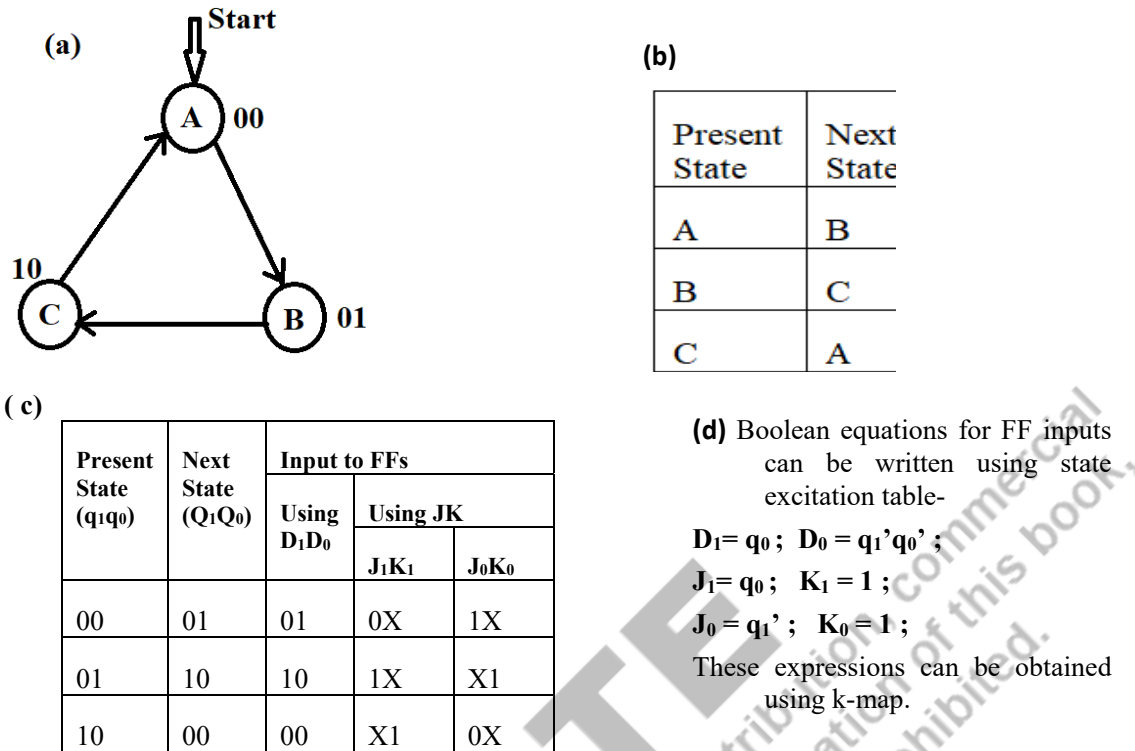 (a)
Start
A 00
10
C
B 01
(b)
Present State Next State
A B
B C
C A
( c)
Present State (q₁q₀) Next State (Q₁Q₀) Input to FFs
Using D₁D₀ Using JK
J₁K₁ J₀K₀
00 01 01 0X 1X
01 10 10 1X X1
10 00 00 X1 0X
(d) Boolean equations for FF inputs
can be written using state
excitation table-
D₁= q₀ ; D₀ = q₁’q₀’ ;
J₁= q₀ ; K₁ = 1 ;
J₀ = q₁’ ; K₀ = 1 ;
These expressions can be obtained
using k-map.